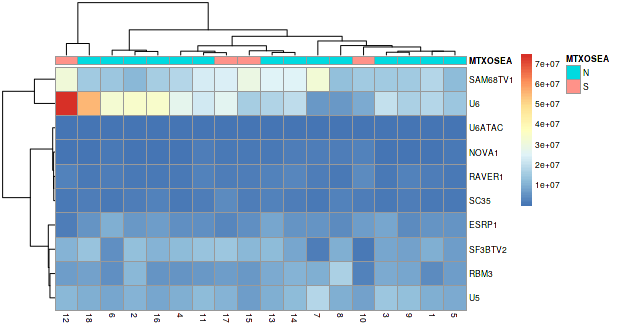 MTXOSEA
SAM68TV1
U6
U6ATAC
NOVA1
RAVER1
SC35
ESRP1
SF3BTV2
RBM3
U5
12 18 6 2 16 4 11 17 15 13 14 7 8 10 3 9 1 5
7e+07
6e+07
5e+07
4e+07
3e+07
2e+07
1e+07
MTXOSEA
N
S